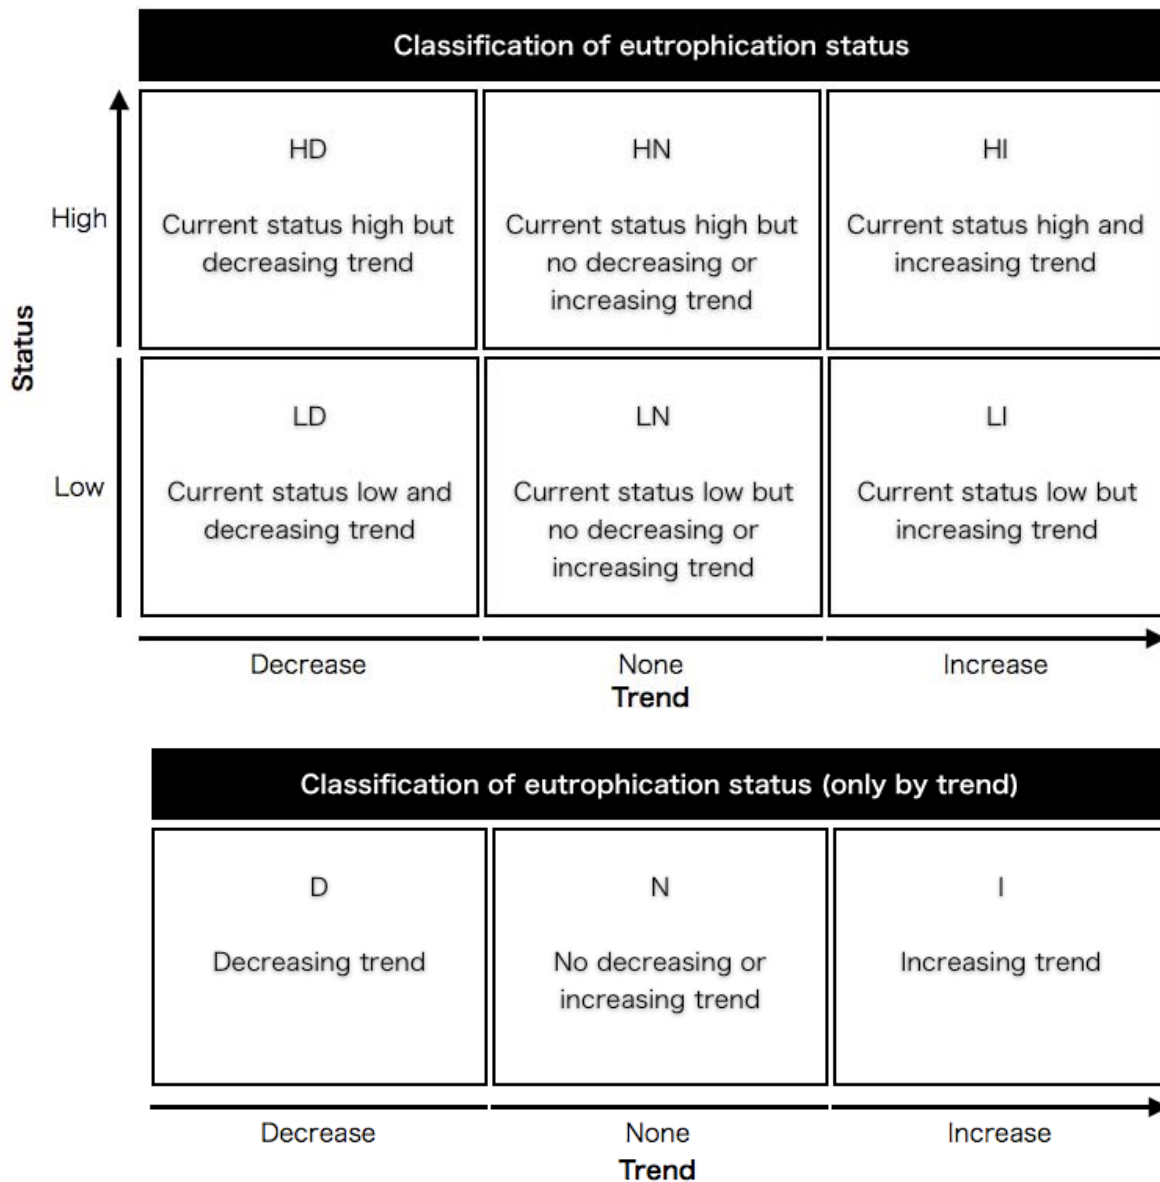 Classification of eutrophication status
HD
Current status high but
decreasing trend
HN
Current status high but
no decreasing or
increasing trend
HI
Current status high and
increasing trend
High
Status
LD
Current status low and
decreasing trend
LN
Current status low but
no decreasing or
increasing trend
LI
Current status low but
increasing trend
Low
Decrease
None
Increase
Trend
Classification of eutrophication status (only by trend)
D
Decreasing trend
N
No decreasing or
increasing trend
I
Increasing trend
Decrease
None
Increase
Trend